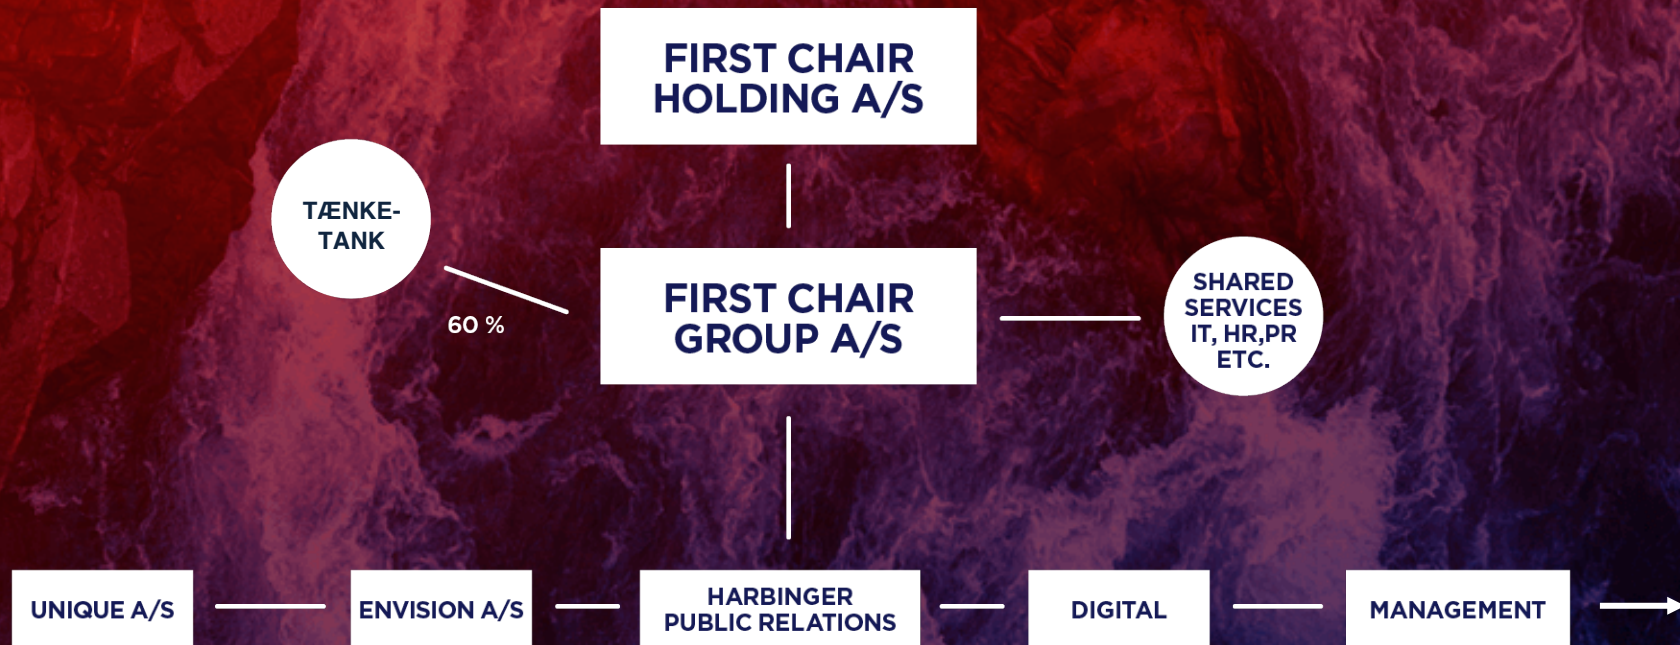 FIRST CHAIR
HOLDING A/S
TÆNKE-
TANK
60 %
FIRST CHAIR
GROUP A/S
SHARED
SERVICES
IT, HR,PR
ETC.
UNIQUE A/S
ENVISION A/S
HARBINGER
PUBLIC RELATIONS
DIGITAL
MANAGEMENT